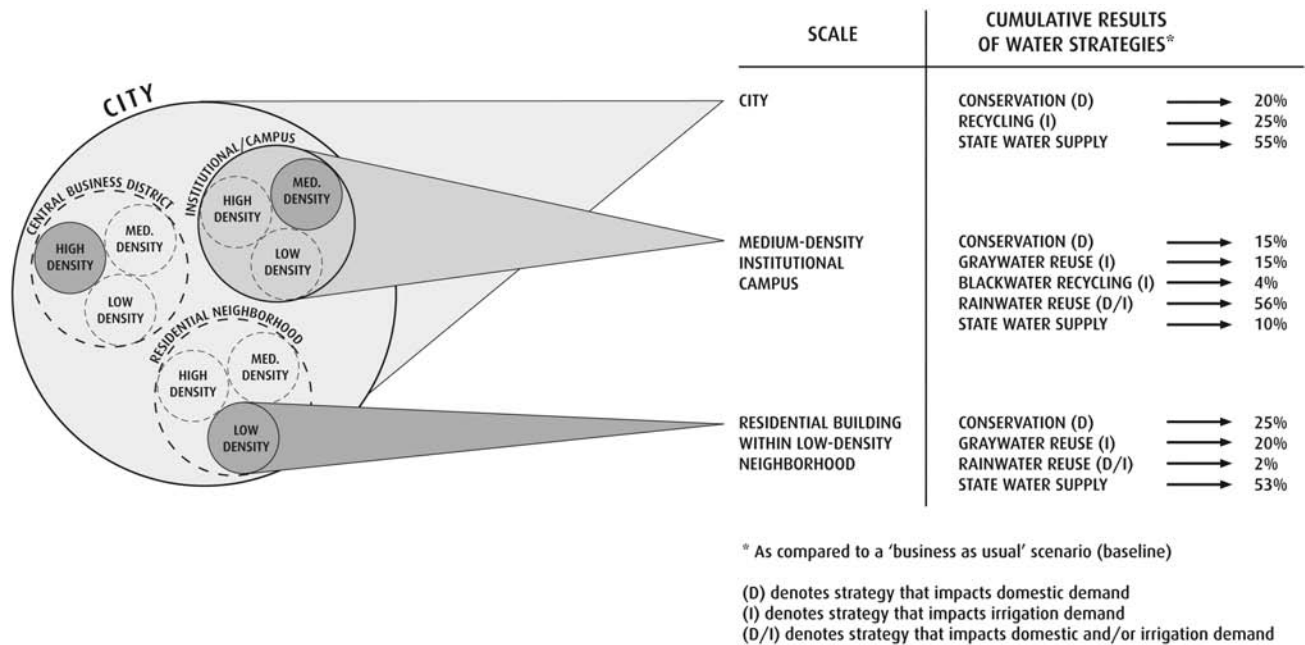 CITY
INSTITUTIONAL/CAMPUS
HIGH
DENSITY
MED.
DENSITY
LOW
DENSITY
CENTRAL BUSINESS DISTRICT
HIGH
DENSITY
MED.
DENSITY
LOW
DENSITY
RESIDENTIAL NEIGHBORHOOD
HIGH
DENSITY
MED.
DENSITY
LOW
DENSITY
SCALE
CUMULATIVE RESULTS
OF WATER STRATEGIES*
CITY
CONSERVATION (D) 20%
RECYCLING (I) 25%
STATE WATER SUPPLY 55%
MEDIUM-DENSITY
INSTITUTIONAL
CAMPUS
CONSERVATION (D) 15%
GRAYWATER REUSE (I) 15%
BLACKWATER RECYCLING (I) 4%
RAINWATER REUSE (D/I) 56%
STATE WATER SUPPLY 10%
RESIDENTIAL BUILDING
WITHIN LOW-DENSITY
NEIGHBORHOOD
CONSERVATION (D) 25%
GRAYWATER REUSE (I) 20%
RAINWATER REUSE (D/I) 2%
STATE WATER SUPPLY 53%
* As compared to a ‘business as usual’ scenario (baseline)
(D) denotes strategy that impacts domestic demand
(I) denotes strategy that impacts irrigation demand
(D/I) denotes strategy that impacts domestic and/or irrigation demand